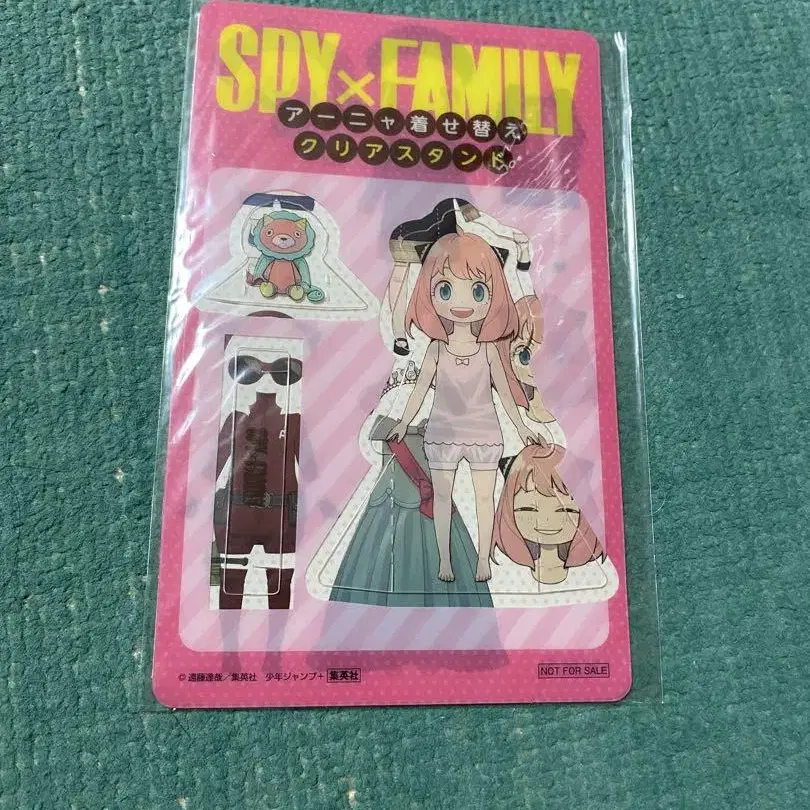 SPY×FAMILY
アーニャ着せ替え
クリアスタンド
© 遠藤達哉／集英社 少年ジャンプ+ 集英社
NOT FOR SALE